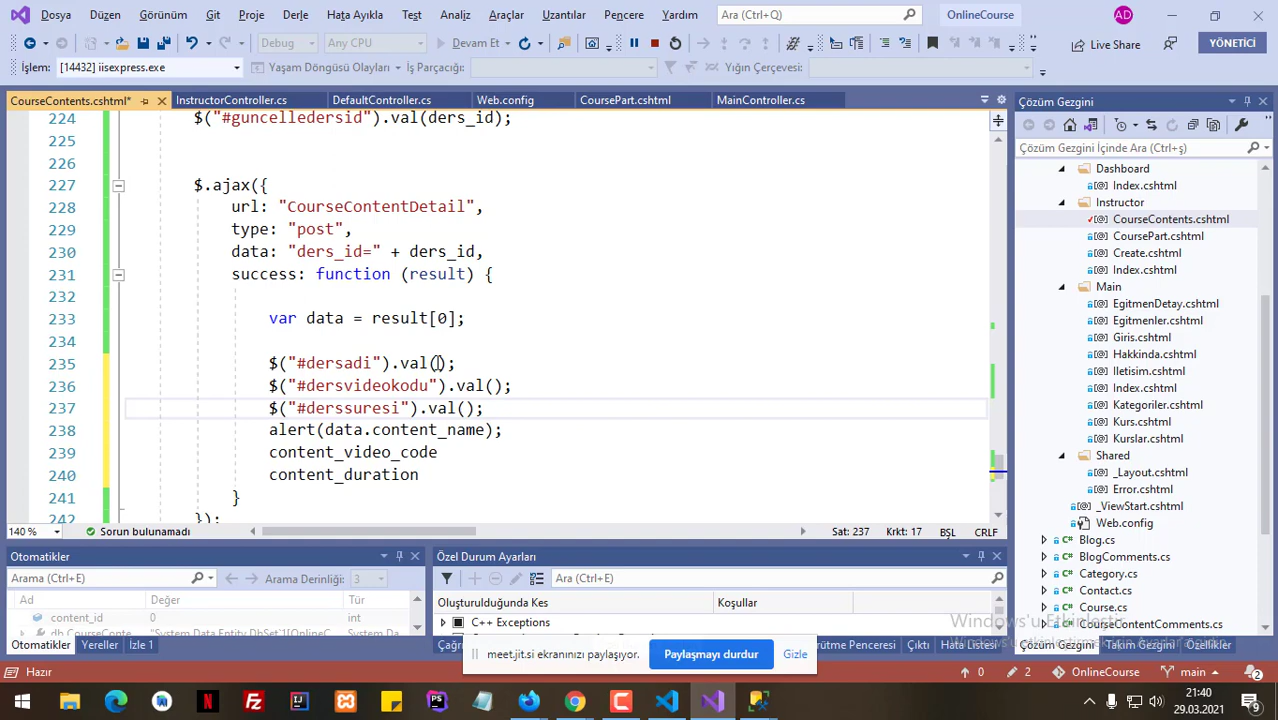 Dosya Düzenle Görünüm Git Proje Derle Hata Ayıkla Test Analiz Araçlar Uzantılar Pencere Yardım Ara (Ctrl+Q) OnlineCourse AD
Debug Any CPU Devam Et Live Share YÖNETİCİ
İşlem: [14432] iisexpress.exe Yaşam Döngüsü Olayları İş Parçacığı: Yığın Çerçevesi:
CourseContents.cshtml* InstructorController.cs DefaultController.cs Web.config CoursePart.cshtml MainController.cs
224 $("#guncelledersid").val(ders_id);
225
226
227 $.ajax({
228 url: "CourseContentDetail",
229 type: "post",
230 data: "ders_id=" + ders_id,
231 success: function (result) {
232
233 var data = result[0];
234
235 $("#dersadi").val();
236 $("#dersvideokodu").val();
237 $("#derssuresi").val();
238 alert(data.content_name);
239 content_video_code
240 content_duration
241 }
242 });
140 % Sorun bulunamadı Sat: 237 Krkt: 17 BŞL CRLF
Çözüm Gezgini
Çözüm Gezgini İçinde Ara (Ctrl+ş)
Dashboard
Index.cshtml
Instructor
CourseContents.cshtml
CoursePart.cshtml
Create.cshtml
Index.cshtml
Main
EgitmenDetay.cshtml
Egitmenler.cshtml
Giris.cshtml
Hakkinda.cshtml
Iletisim.cshtml
Index.cshtml
Kategoriler.cshtml
Kurs.cshtml
Kurslar.cshtml
Shared
_Layout.cshtml
Error.cshtml
_ViewStart.cshtml
Web.config
Blog.cs
BlogComments.cs
Category.cs
Contact.cs
Course.cs
CourseContentComments.cs
Çözüm Gezgini Takım Gezgini Özellikler
Otomatikler
Arama (Ctrl+E) Arama Derinliği: 3
Ad Değer Tür
content_id 0 int
Otomatikler Yereller İzle 1
Özel Durum Ayarları
Ara (Ctrl+E)
Oluşturulduğunda Kes Koşullar
C++ Exceptions
Penceresi Çıktı Hata Listesi
Windows'u Etkinleştir
meet.jit.si ekranınızı paylaşıyor. Paylaşmayı durdur Gizle
Hazır 0 2 OnlineCourse main
21:40
29.03.2021
9